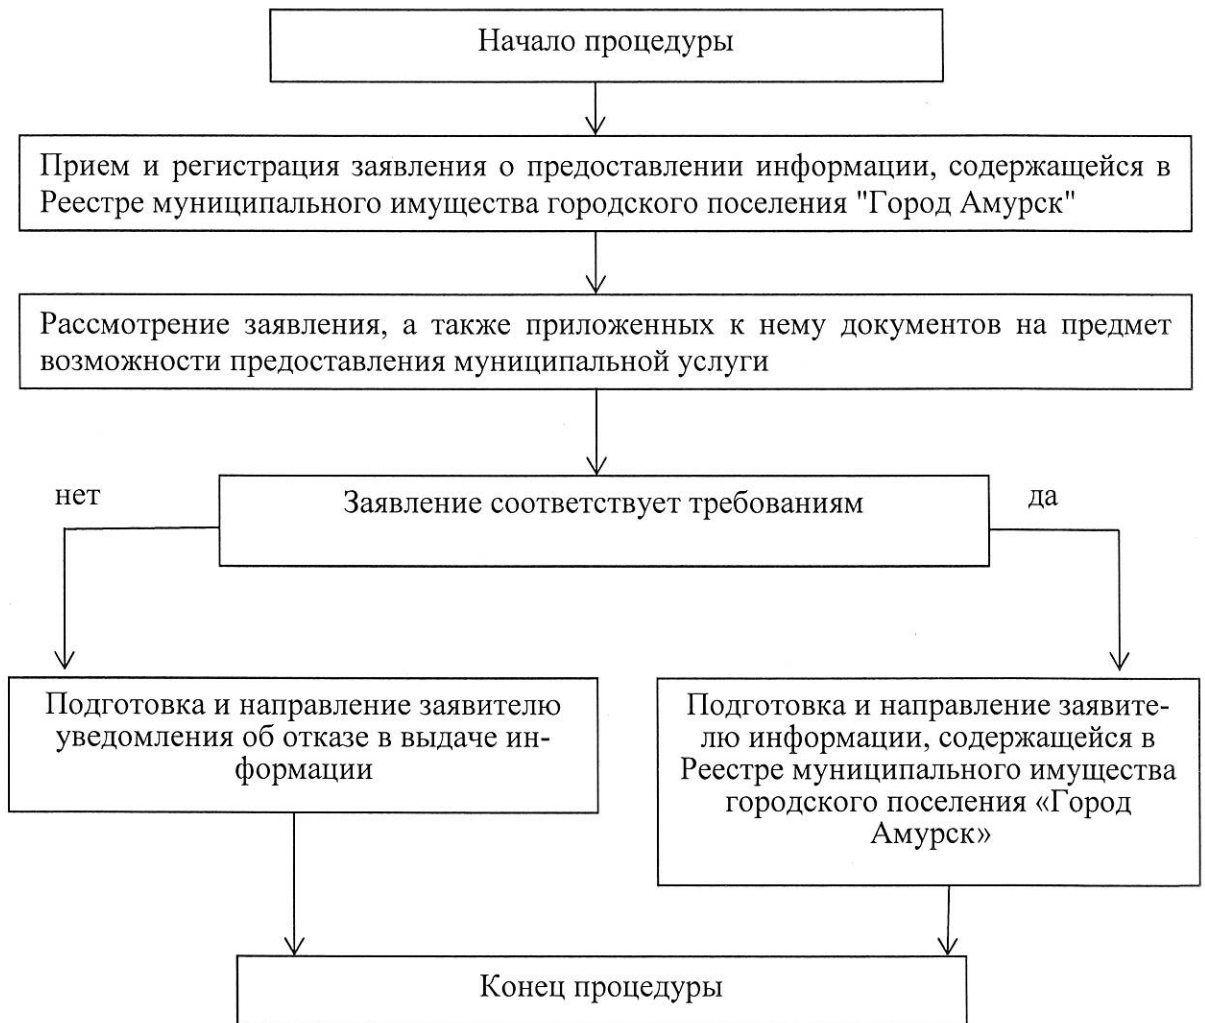 Начало процедуры
Прием и регистрация заявления о предоставлении информации, содержащейся в
Реестре муниципального имущества городского поселения "Город Амурск"
Рассмотрение заявления, а также приложенных к нему документов на предмет
возможности предоставления муниципальной услуги
нет
Заявление соответствует требованиям
да
Подготовка и направление заявителю
уведомления об отказе в выдаче ин-
формации
Подготовка и направление заявите-
лю информации, содержащейся в
Реестре муниципального имущества
городского поселения «Город
Амурск»
Конец процедуры